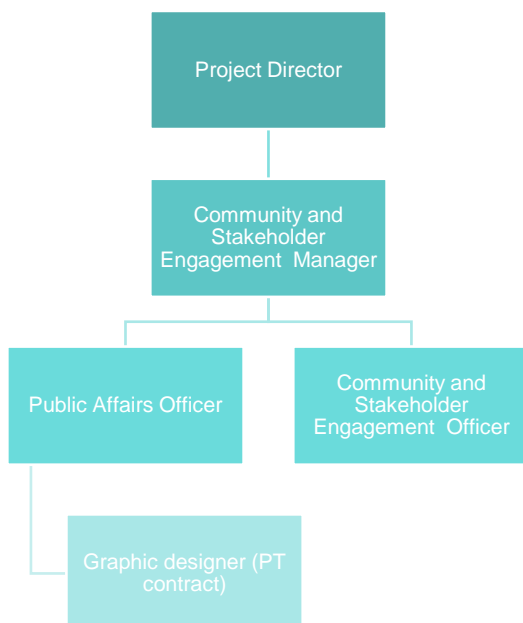 Project Director
Community and
Stakeholder
Engagement Manager
Public Affairs Officer
Community and
Stakeholder
Engagement Officer
Graphic designer (PT
contract)